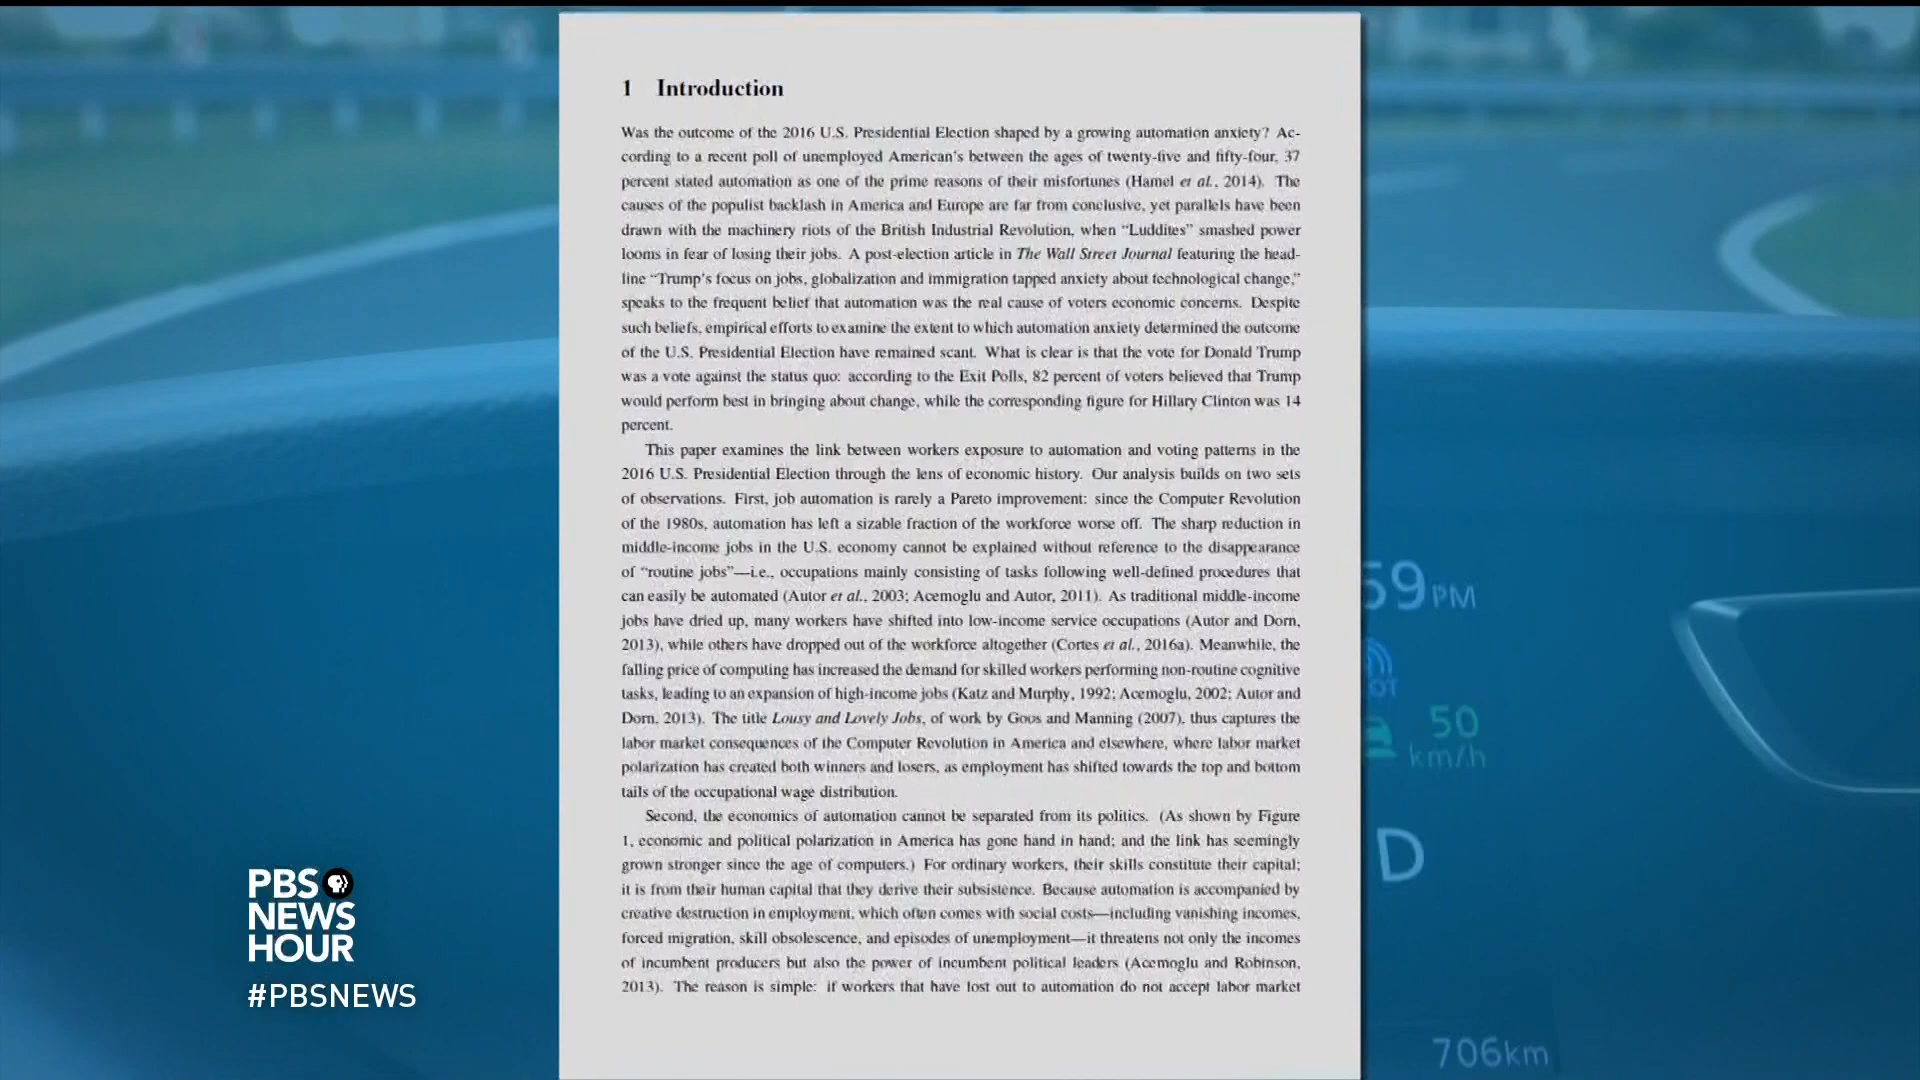 1 Introduction
Was the outcome of the 2016 U.S. Presidential Election shaped by a growing automation anxiety? Ac-
cording to a recent poll of unemployed American's between the ages of twenty-five and fifty-four, 37
percent stated automation as one of the prime reasons of their misfortunes (Hamel et al., 2014). The
causes of the populist backlash in America and Europe are far from conclusive, yet parallels have been
drawn with the machinery riots of the British Industrial Revolution, when “Luddites” smashed power
looms in fear of losing their jobs. A post-election article in The Wall Street Journal featuring the head-
line “Trump's focus on jobs, globalization and immigration tapped anxiety about technological change,”
speaks to the frequent belief that automation was the real cause of voters economic concerns. Despite
such beliefs, empirical efforts to examine the extent to which automation anxiety determined the outcome
of the U.S. Presidential Election have remained scant. What is clear is that the vote for Donald Trump
was a vote against the status quo: according to the Exit Polls, 82 percent of voters believed that Trump
would perform best in bringing about change, while the corresponding figure for Hillary Clinton was 14
percent.
This paper examines the link between workers exposure to automation and voting patterns in the
2016 U.S. Presidential Election through the lens of economic history. Our analysis builds on two sets
of observations. First, job automation is rarely a Pareto improvement: since the Computer Revolution
of the 1980s, automation has left a sizable fraction of the workforce worse off. The sharp reduction in
middle-income jobs in the U.S. economy cannot be explained without reference to the disappearance
of “routine jobs”—i.e., occupations mainly consisting of tasks following well-defined procedures that
can easily be automated (Autor et al., 2003; Acemoglu and Autor, 2011). As traditional middle-income
jobs have dried up, many workers have shifted into low-income service occupations (Autor and Dorn,
2013), while others have dropped out of the workforce altogether (Cortes et al., 2016a). Meanwhile, the
falling price of computing has increased the demand for skilled workers performing non-routine cognitive
tasks, leading to an expansion of high-income jobs (Katz and Murphy, 1992; Acemoglu, 2002; Autor and
Dorn, 2013). The title Lousy and Lovely Jobs, of work by Goos and Manning (2007), thus captures the
labor market consequences of the Computer Revolution in America and elsewhere, where labor market
polarization has created both winners and losers, as employment has shifted towards the top and bottom
tails of the occupational wage distribution.
Second, the economics of automation cannot be separated from its politics. (As shown by Figure
1, economic and political polarization in America has gone hand in hand; and the link has seemingly
grown stronger since the age of computers.) For ordinary workers, their skills constitute their capital;
it is from their human capital that they derive their subsistence. Because automation is accompanied by
creative destruction in employment, which often comes with social costs—including vanishing incomes,
forced migration, skill obsolescence, and episodes of unemployment—it threatens not only the incomes
of incumbent producers but also the power of incumbent political leaders (Acemoglu and Robinson,
2013). The reason is simple: if workers that have lost out to automation do not accept labor market
59 PM
50
km/h
D
706km
PBS
NEWS
HOUR
#PBSNEWS